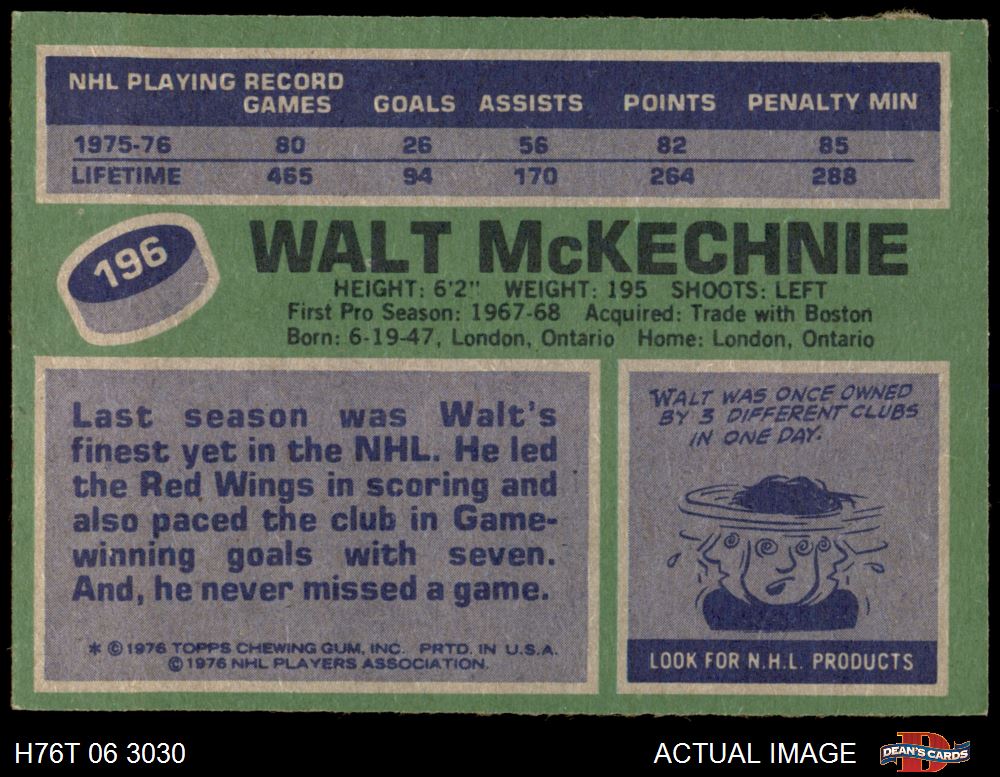 NHL PLAYING RECORD
GAMES GOALS ASSISTS POINTS PENALTY MIN
1975-76 80 26 56 82 85
LIFETIME 465 94 170 264 288
196
WALT McKECHNIE
HEIGHT: 6'2" WEIGHT: 195 SHOOTS: LEFT
First Pro Season: 1967-68 Acquired: Trade with Boston
Born: 6-19-47, London, Ontario Home: London, Ontario
Last season was Walt's
finest yet in the NHL. He led
the Red Wings in scoring and
also paced the club in Game-
winning goals with seven.
And, he never missed a game.
* © 1976 TOPPS CHEWING GUM, INC. PRTD. IN U.S.A.
© 1976 NHL PLAYERS ASSOCIATION.
WALT WAS ONCE OWNED
BY 3 DIFFERENT CLUBS
IN ONE DAY.
LOOK FOR N.H.L. PRODUCTS
H76T 06 3030
ACTUAL IMAGE
D
DEAN'S CARDS